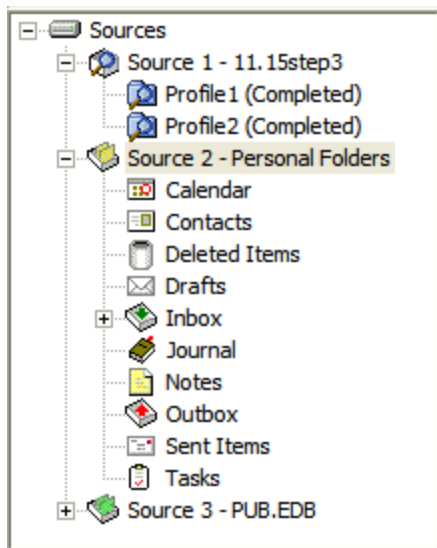 Sources
Source 1 - 11.15step3
Profile1 (Completed)
Profile2 (Completed)
Source 2 - Personal Folders
Calendar
Contacts
Deleted Items
Drafts
Inbox
Journal
Notes
Outbox
Sent Items
Tasks
Source 3 - PUB.EDB